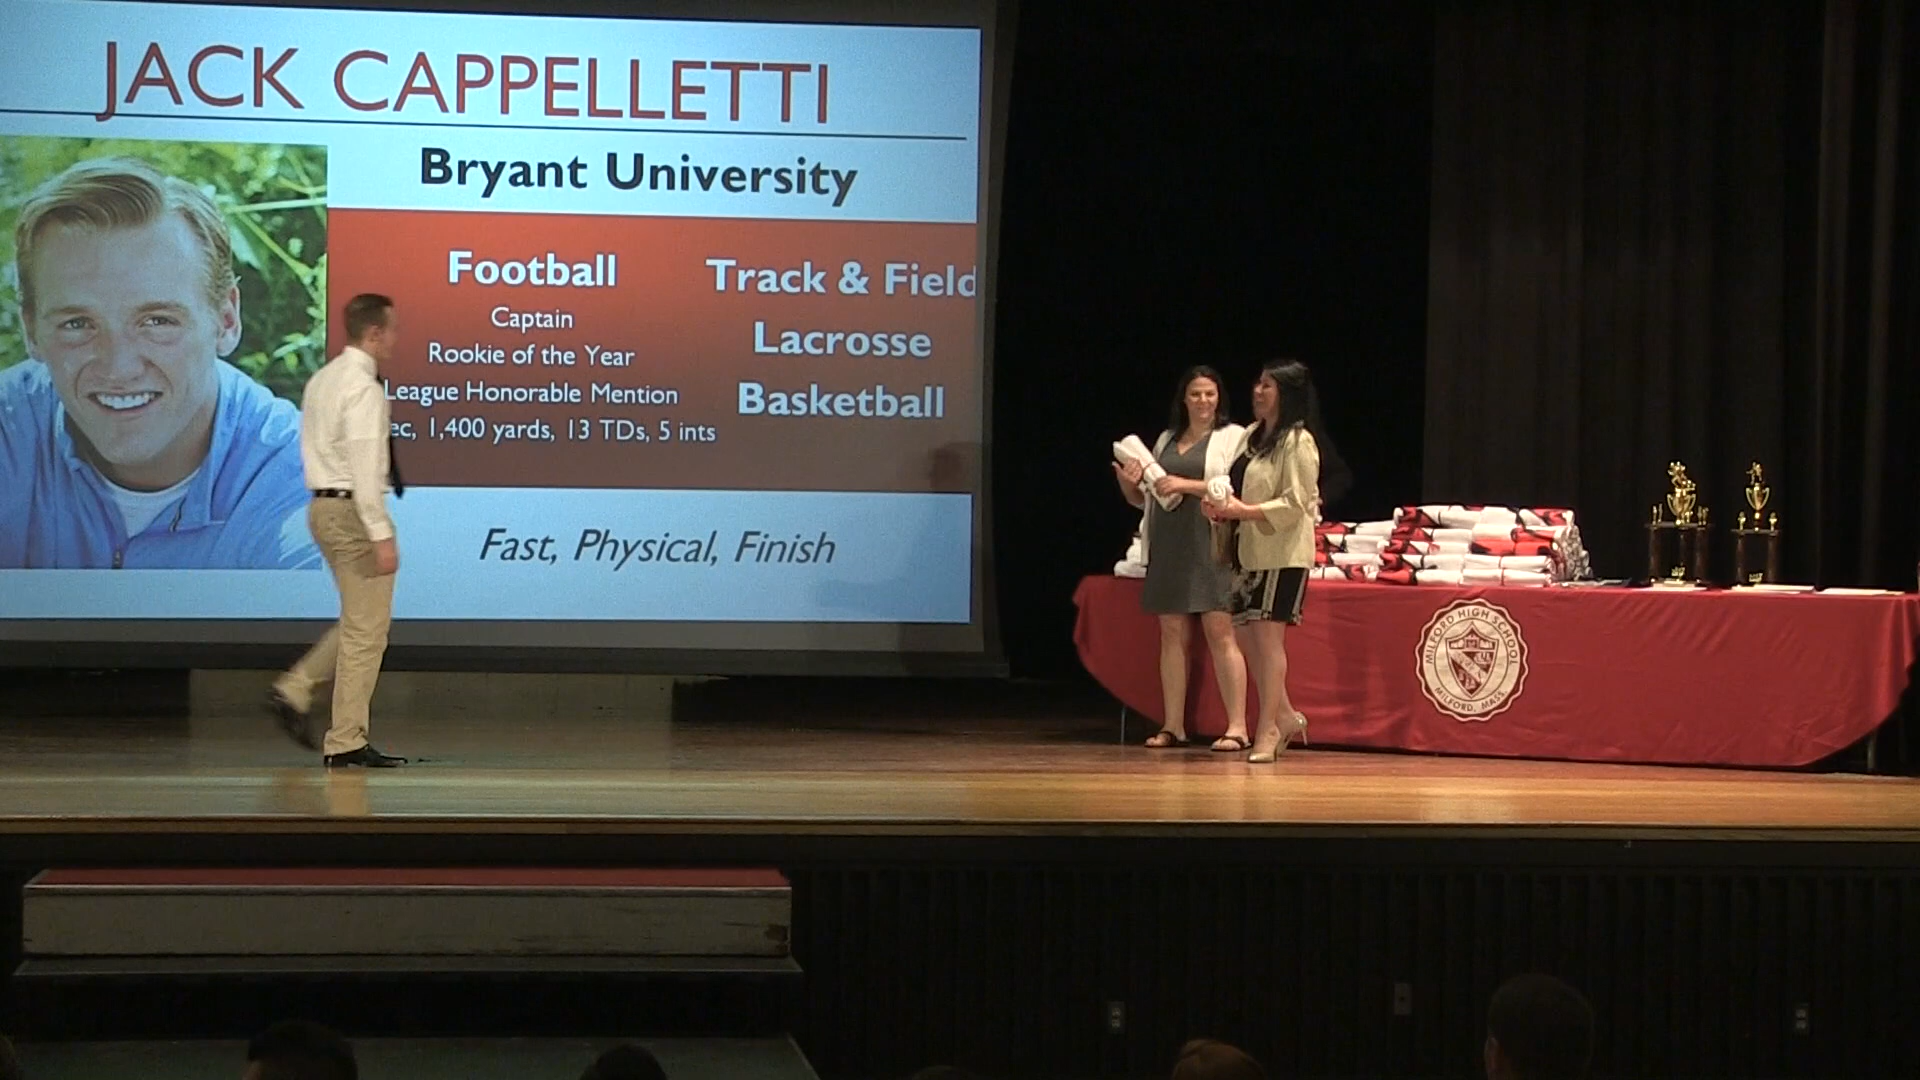 JACK CAPPELLETTI
Bryant University
Football
Captain
Rookie of the Year
League Honorable Mention
ec, 1,400 yards, 13 TDs, 5 ints
Track & Field
Lacrosse
Basketball
Fast, Physical, Finish
MILFORD HIGH SCHOOL
MILFORD, MASS.